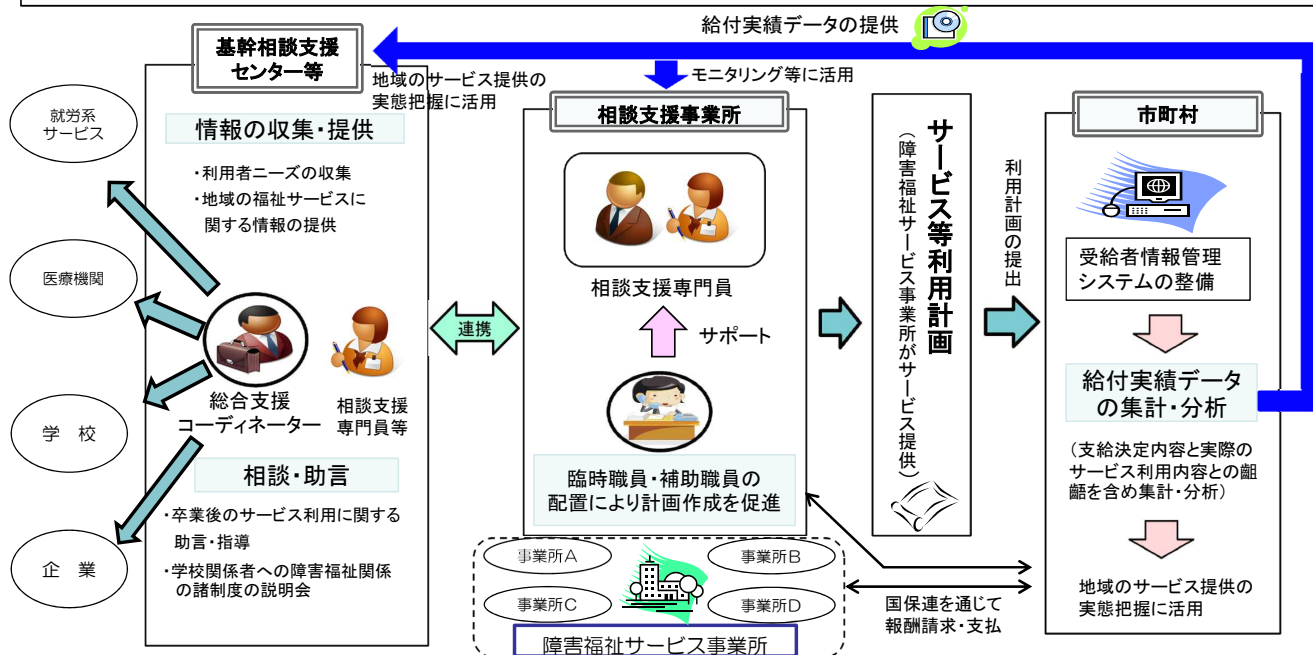 給付実績データの提供
基幹相談支援
センター等
地域のサービス提供の
実態把握に活用
モニタリング等に活用
就労系
サービス
医療機関
学　校
企　業
情報の収集・提供
・利用者ニーズの収集
・地域の福祉サービスに
関する情報の提供
総合支援
コーディネーター
相談支援
専門員等
相談・助言
・卒業後のサービス利用に関する
助言・指導
・学校関係者への障害福祉関係
の諸制度の説明会
連携
相談支援事業所
相談支援専門員
サポート
臨時職員・補助職員の
配置により計画作成を促進
事業所A
事業所B
事業所C
事業所D
障害福祉サービス事業所
サービス等利用計画
（障害福祉サービス事業所がサービス提供）
利用計画の提出
国保連を通じて
報酬請求・支払
市町村
受給者情報管理
システムの整備
給付実績データ
の集計・分析
（支給決定内容と実際の
サービス利用内容との齟
齬を含め集計・分析）
地域のサービス提供の
実態把握に活用